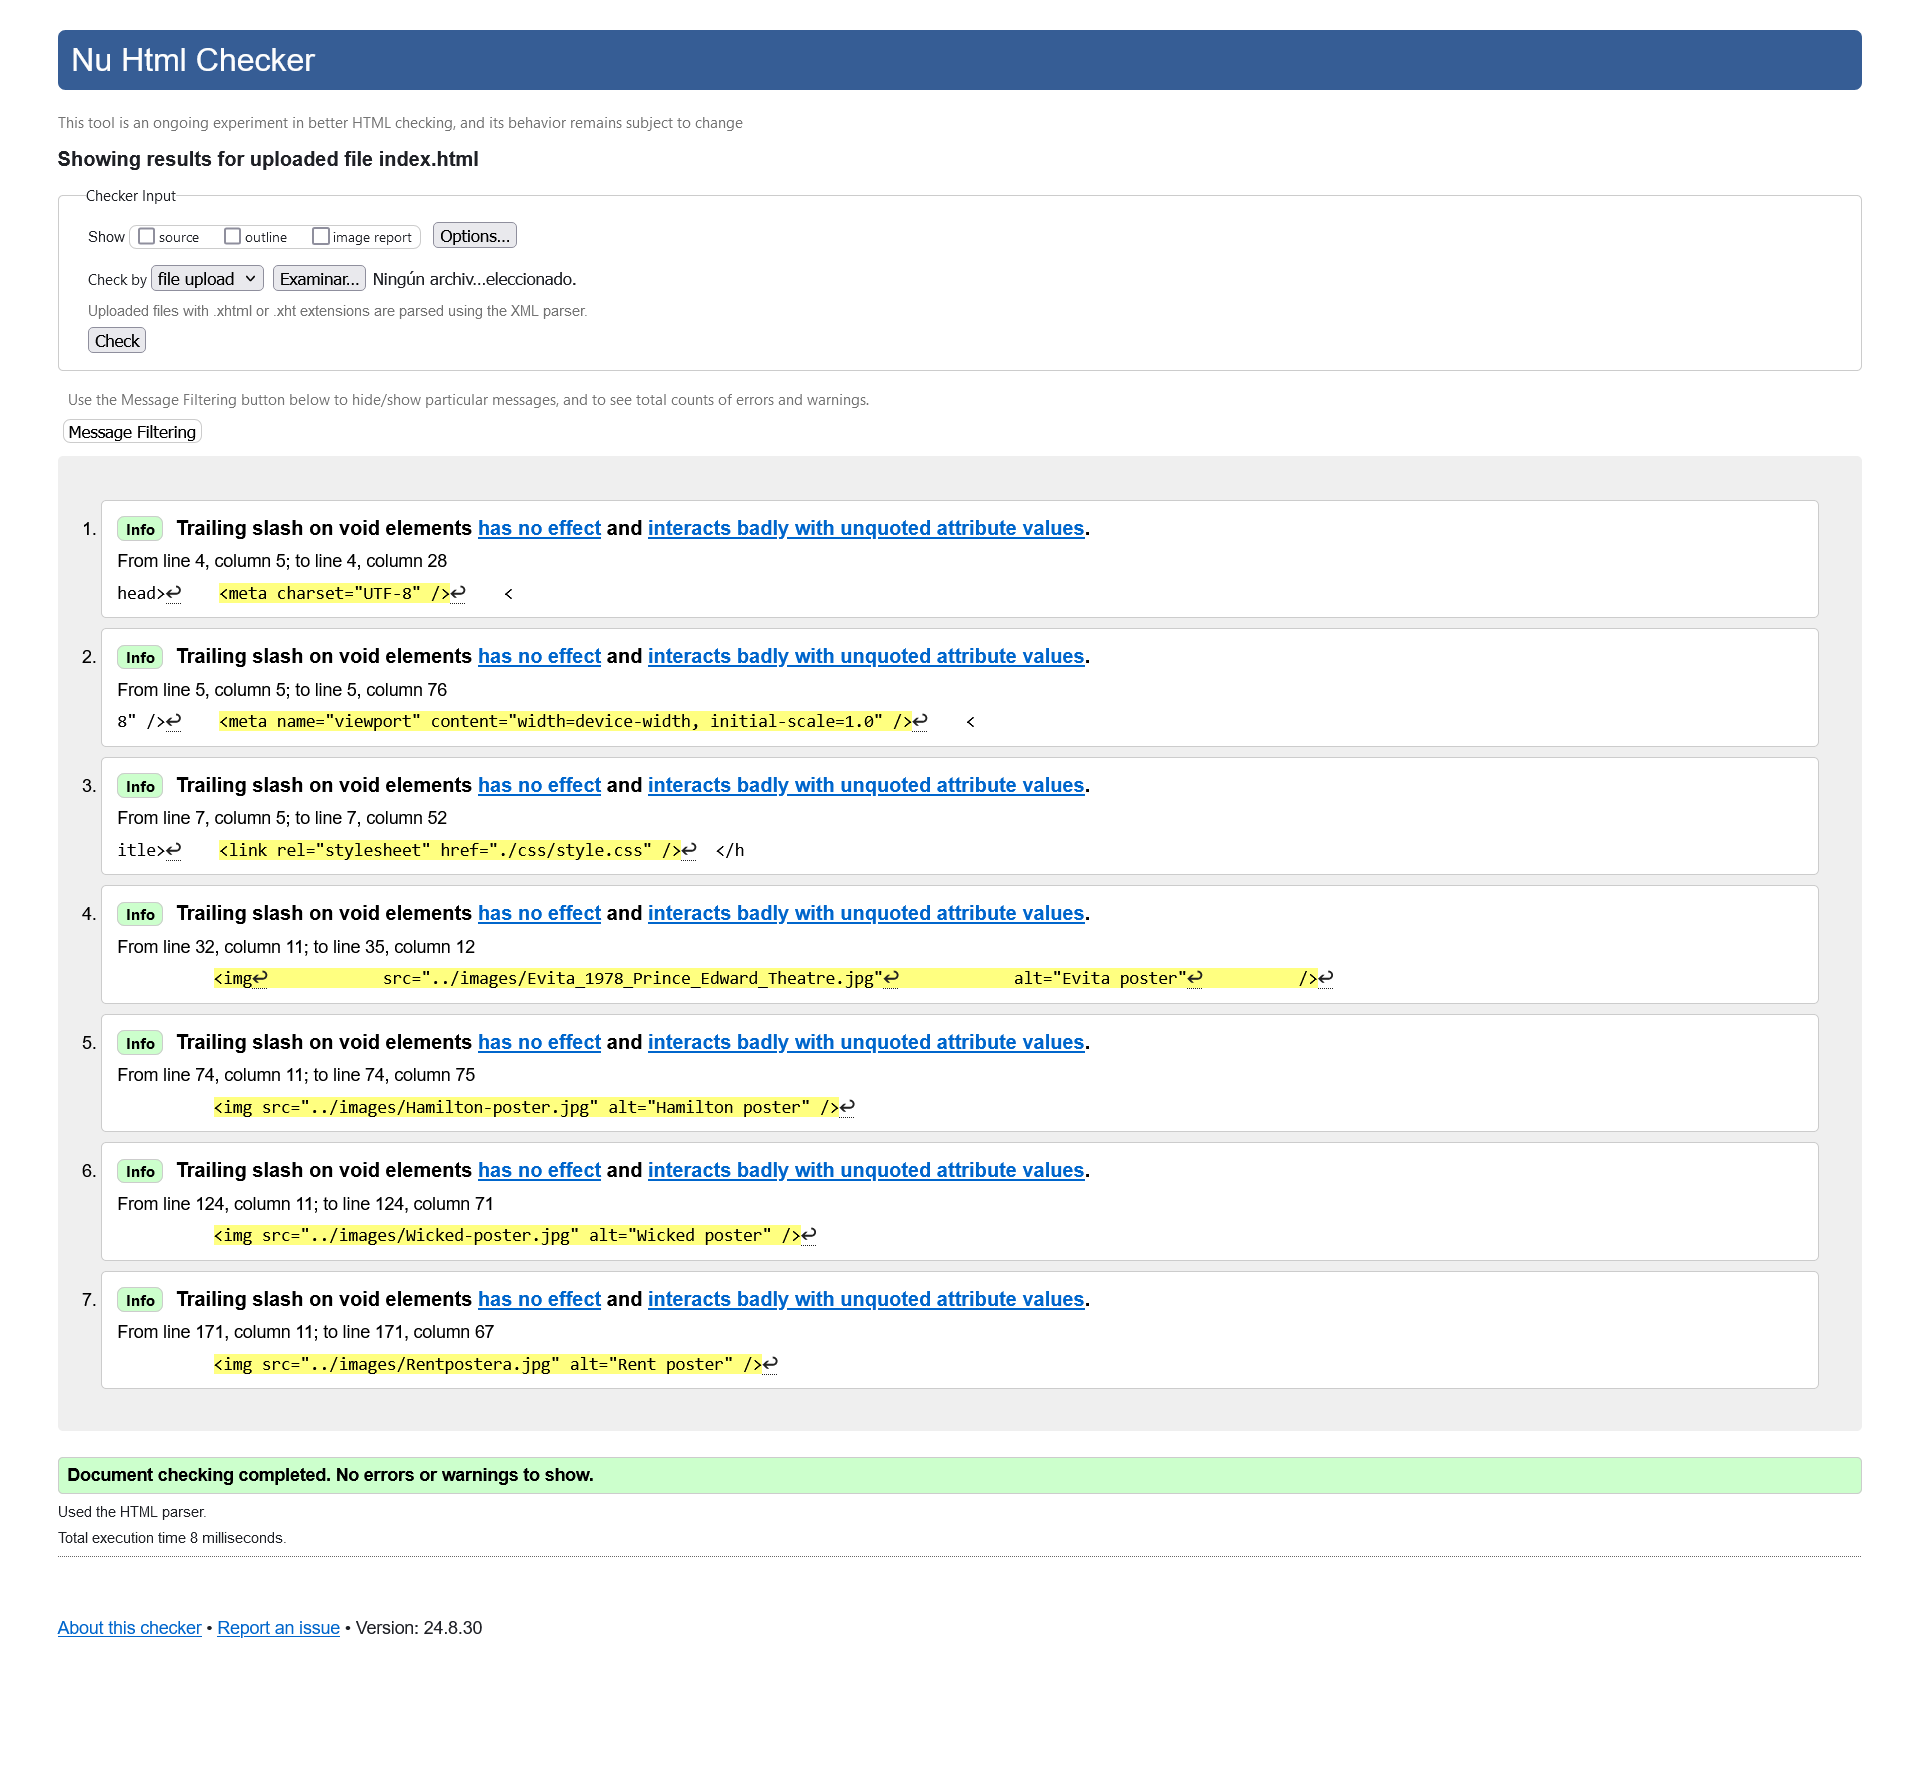 Nu Html Checker
This tool is an ongoing experiment in better HTML checking, and its behavior remains subject to change
Showing results for uploaded file index.html
Checker Input
Show source outline image report Options...
Check by file upload Examinar... Ningún archiv...eleccionado.
Uploaded files with .xhtml or .xht extensions are parsed using the XML parser.
Check
Use the Message Filtering button below to hide/show particular messages, and to see total counts of errors and warnings.
Message Filtering
1. Info Trailing slash on void elements has no effect and interacts badly with unquoted attribute values.
From line 4, column 5; to line 4, column 28
head>↩    <meta charset="UTF-8" />↩    <
2. Info Trailing slash on void elements has no effect and interacts badly with unquoted attribute values.
From line 5, column 5; to line 5, column 76
8" />↩    <meta name="viewport" content="width=device-width, initial-scale=1.0" />↩    <
3. Info Trailing slash on void elements has no effect and interacts badly with unquoted attribute values.
From line 7, column 5; to line 7, column 52
itle>↩    <link rel="stylesheet" href="./css/style.css" />↩  </h
4. Info Trailing slash on void elements has no effect and interacts badly with unquoted attribute values.
From line 32, column 11; to line 35, column 12
<img↩            src="../images/Evita_1978_Prince_Edward_Theatre.jpg"↩            alt="Evita poster"↩          />↩
5. Info Trailing slash on void elements has no effect and interacts badly with unquoted attribute values.
From line 74, column 11; to line 74, column 75
<img src="../images/Hamilton-poster.jpg" alt="Hamilton poster" />↩
6. Info Trailing slash on void elements has no effect and interacts badly with unquoted attribute values.
From line 124, column 11; to line 124, column 71
<img src="../images/Wicked-poster.jpg" alt="Wicked poster" />↩
7. Info Trailing slash on void elements has no effect and interacts badly with unquoted attribute values.
From line 171, column 11; to line 171, column 67
<img src="../images/Rentpostera.jpg" alt="Rent poster" />↩
Document checking completed. No errors or warnings to show.
Used the HTML parser.
Total execution time 8 milliseconds.
About this checker • Report an issue • Version: 24.8.30